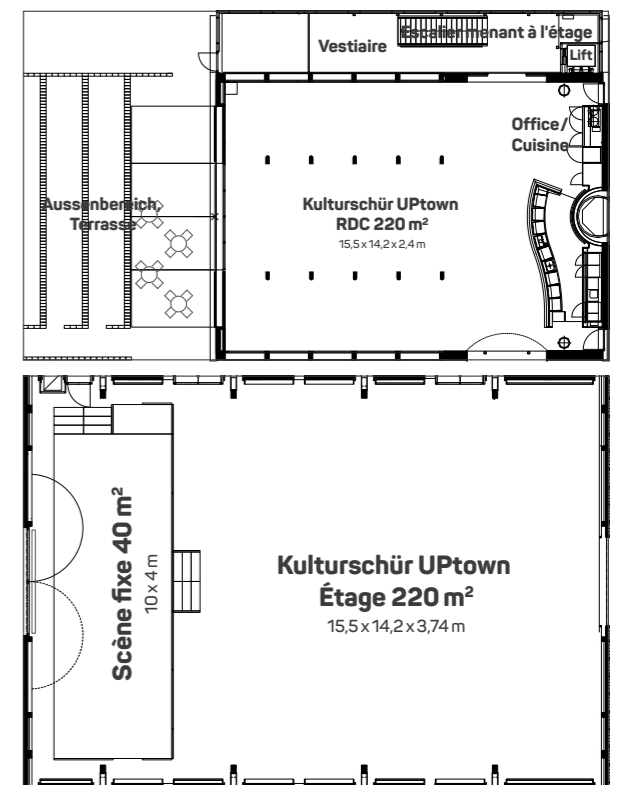 Escalier menant à l'étage
Vestiaire
Lift
Office/
Cuisine
Aussenbereich,
Terrasse
Kulturschür UPtown
RDC 220 m²
15,5 x 14,2 x 2,4 m
Scène fixe 40 m²
10 x 4 m
Kulturschür UPtown
Étage 220 m²
15,5 x 14,2 x 3,74 m